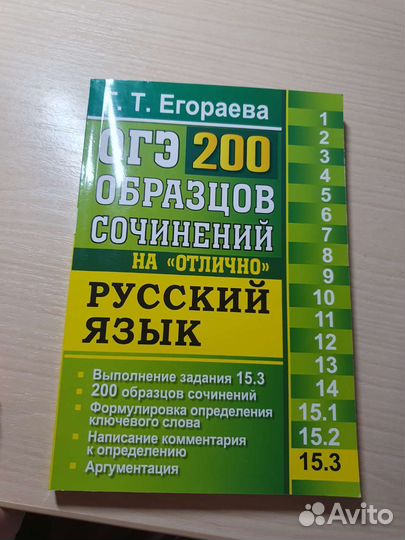 Т. Егораева
ОГЭ 200
ОБРАЗЦОВ
СОЧИНЕНИЙ
НА «ОТЛИЧНО»
РУССКИЙ
ЯЗЫК
• Выполнение задания 15.3
• 200 образцов сочинений
• Формулировка определения
ключевого слова
• Написание комментария
к определению
• Аргументация
1
2
3
4
5
6
7
8
9
10
11
12
13
14
15.1
15.2
15.3
Avito